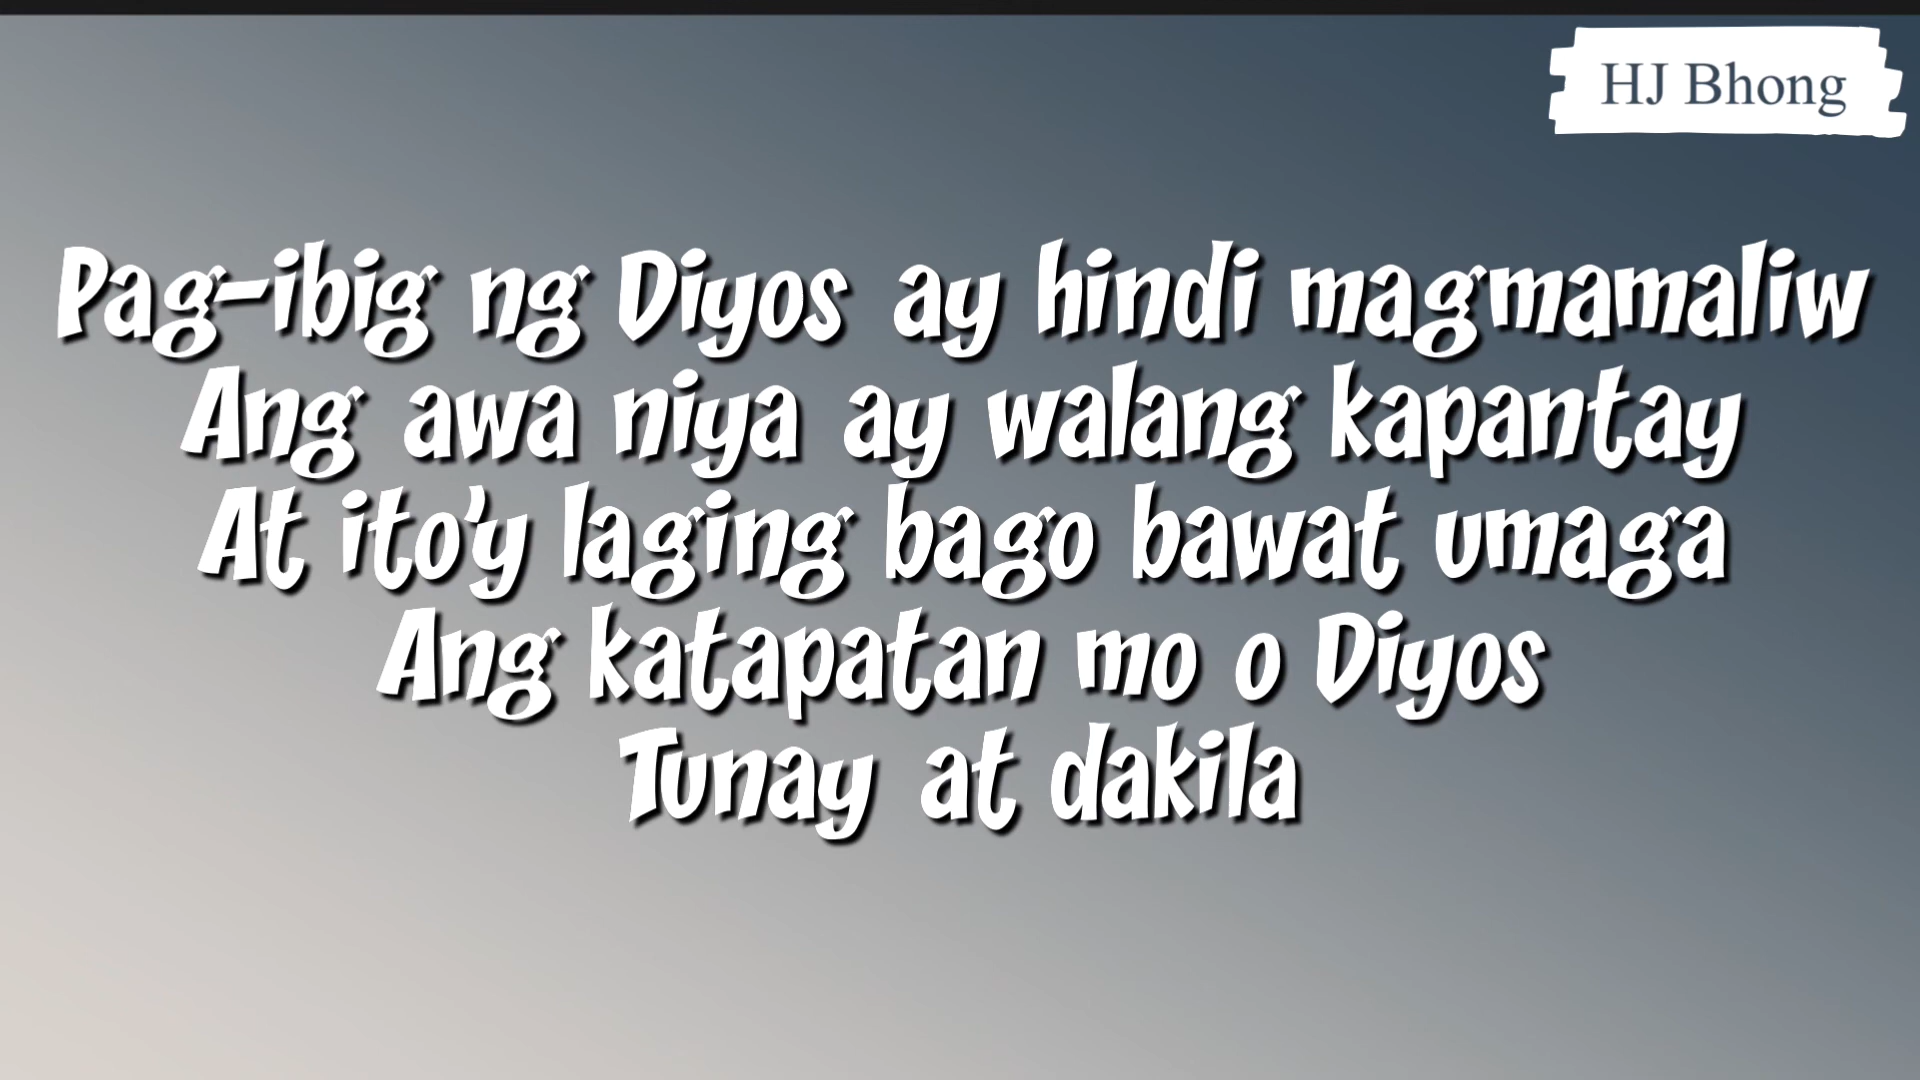 HJ Bhong
Pag-ibig ng Diyos ay hindi magmamaliw
Ang awa niya ay walang kapantay
At ito'y laging bago bawat umaga
Ang katapatan mo o Diyos
Tunay at dakila